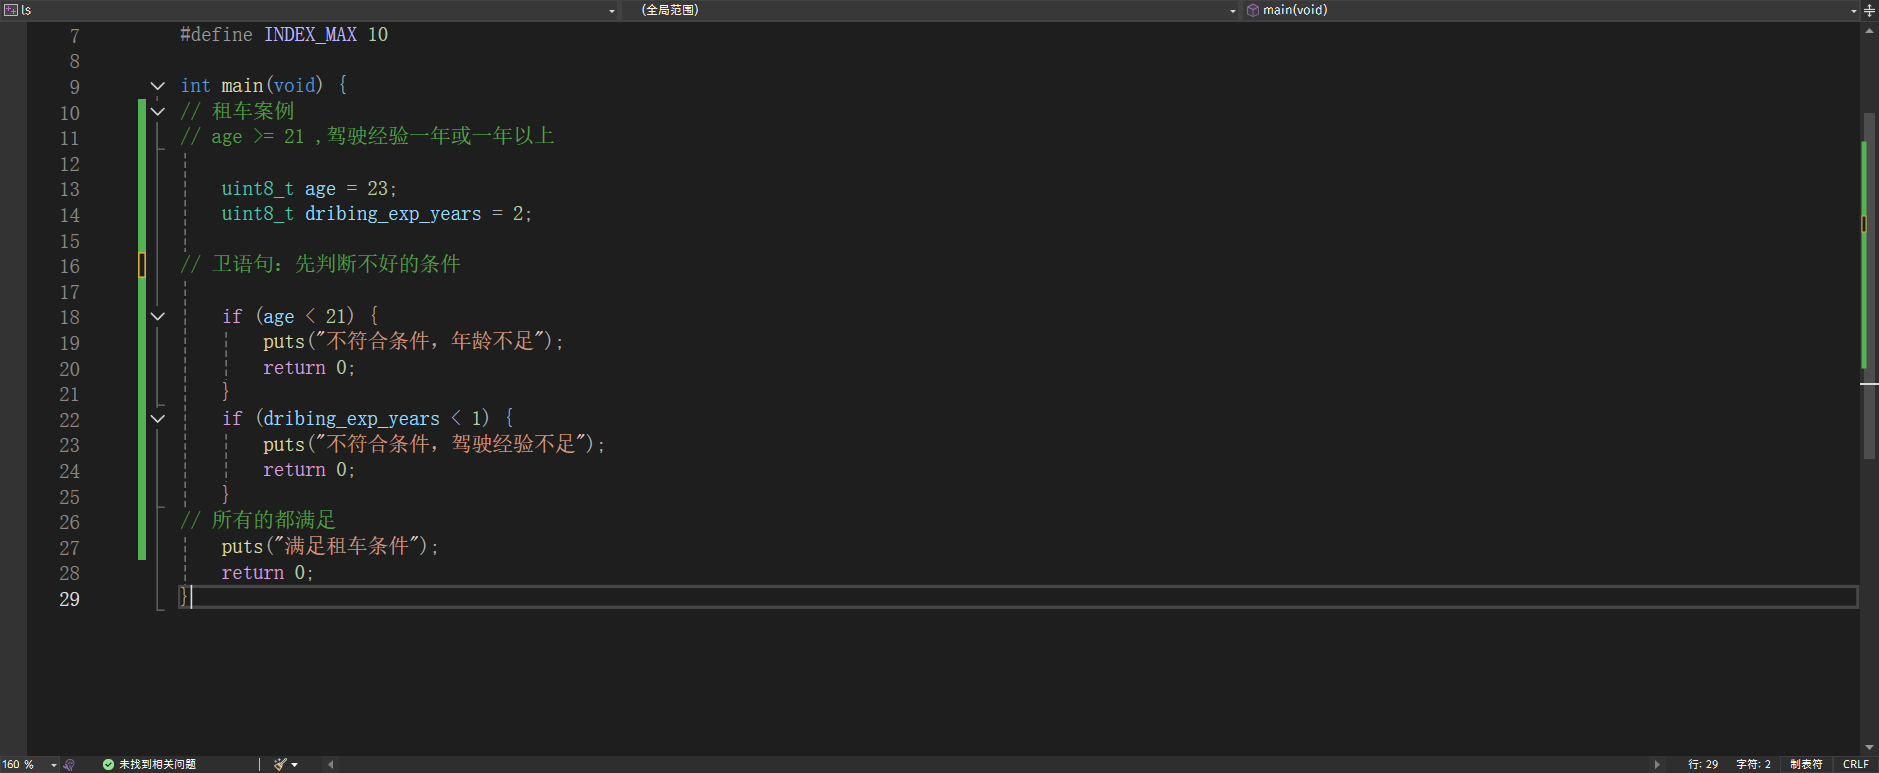 ls (全局范围) main(void)
7 #define INDEX_MAX 10
8
9 int main(void) {
10 // 租车案例
11 // age >= 21 ,驾驶经验一年或一年以上
12
13 uint8_t age = 23;
14 uint8_t dribing_exp_years = 2;
15
16 // 卫语句：先判断不好的条件
17
18 if (age < 21) {
19 puts("不符合条件，年龄不足");
20 return 0;
21 }
22 if (dribing_exp_years < 1) {
23 puts("不符合条件，驾驶经验不足");
24 return 0;
25 }
26 // 所有的都满足
27 puts("满足租车条件");
28 return 0;
29 }
160 % 未找到相关问题 行: 29 字符: 2 制表符 CRLF